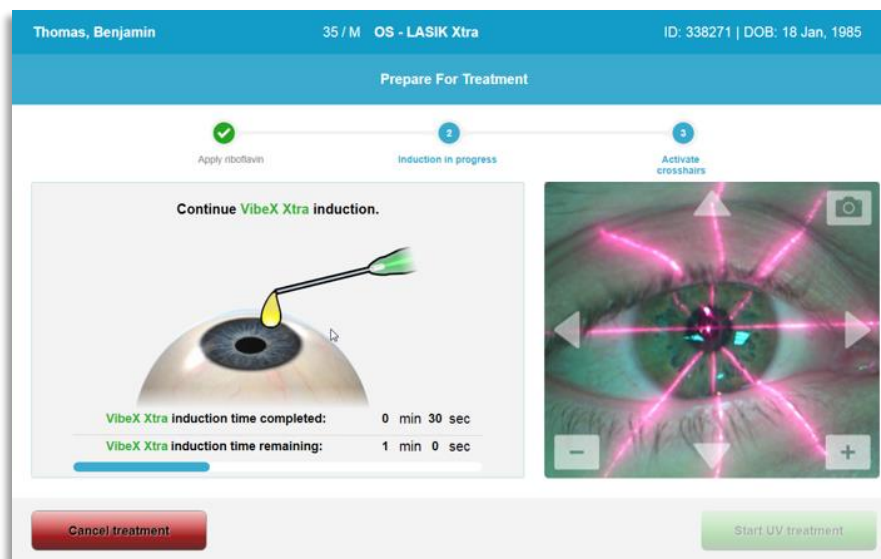 Thomas, Benjamin 35 / M OS - LASIK Xtra ID: 338271 | DOB: 18 Jan, 1985
Prepare For Treatment
2 3
Apply riboflavin Induction in progress Activate
crosshairs
Continue VibeX Xtra induction.
VibeX Xtra induction time completed: 0 min 30 sec
VibeX Xtra induction time remaining: 1 min 0 sec
− +
Cancel treatment Start UV treatment